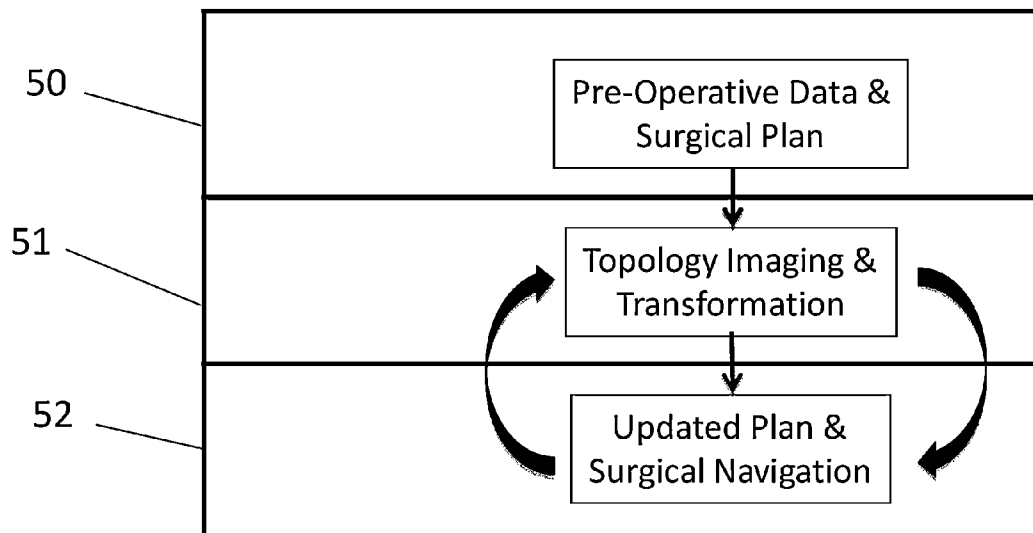 50
Pre-Operative Data &
Surgical Plan
51
Topology Imaging &
Transformation
52
Updated Plan &
Surgical Navigation